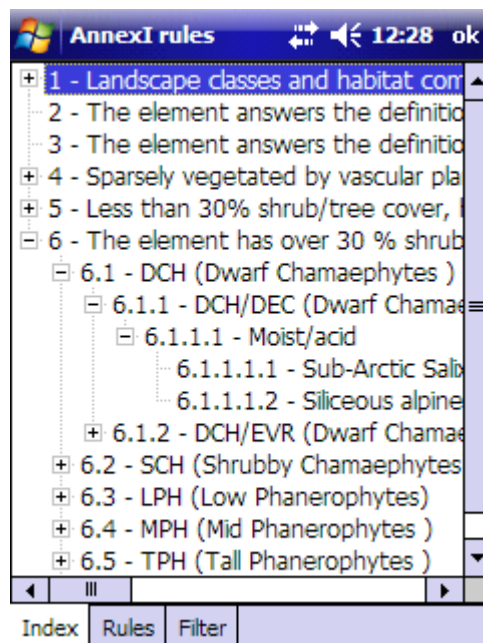 AnnexI rules 12:28 ok
1 - Landscape classes and habitat com
2 - The element answers the definitio
3 - The element answers the definitio
4 - Sparsely vegetated by vascular pla
5 - Less than 30% shrub/tree cover,
6 - The element has over 30 % shrub
6.1 - DCH (Dwarf Chamaephytes )
6.1.1 - DCH/DEC (Dwarf Chamae
6.1.1.1 - Moist/acid
6.1.1.1.1 - Sub-Arctic Salix
6.1.1.1.2 - Siliceous alpine
6.1.2 - DCH/EVR (Dwarf Chamae
6.2 - SCH (Shrubby Chamaephytes
6.3 - LPH (Low Phanerophytes)
6.4 - MPH (Mid Phanerophytes )
6.5 - TPH (Tall Phanerophytes )
Index Rules Filter